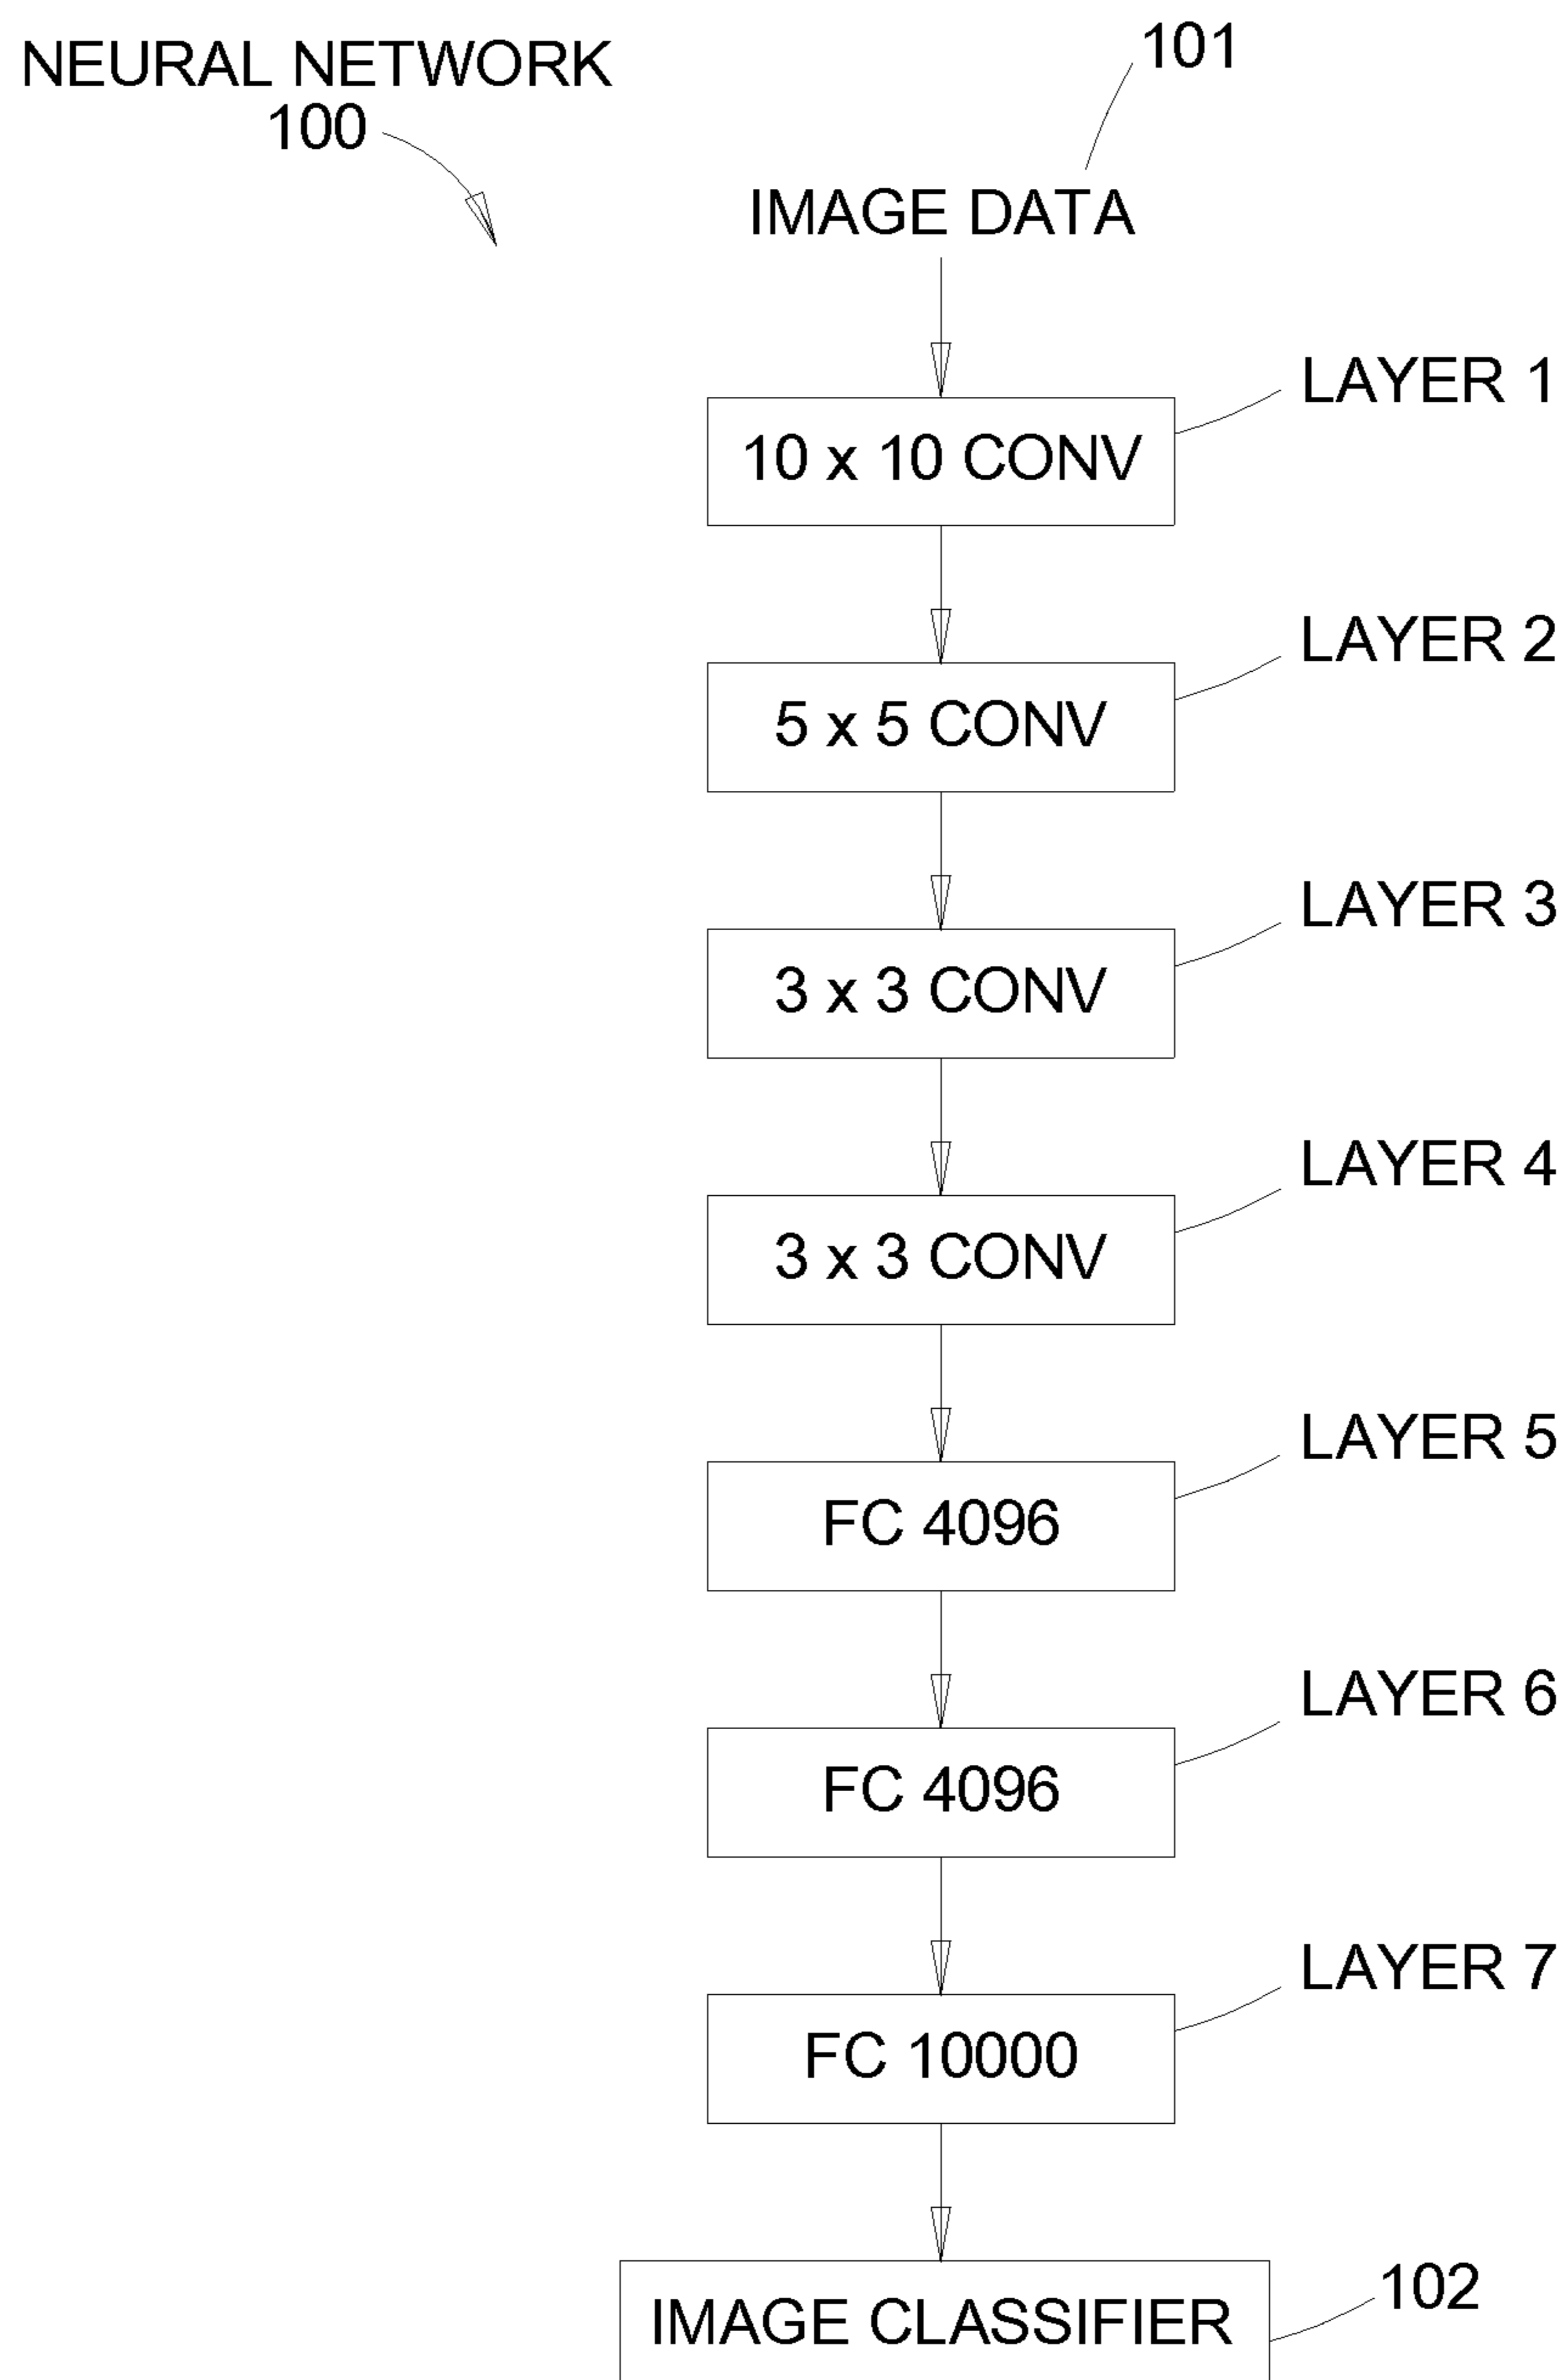 NEURAL NETWORK
100
101
IMAGE DATA
LAYER 1
10 x 10 CONV
LAYER 2
5 x 5 CONV
LAYER 3
3 x 3 CONV
LAYER 4
3 x 3 CONV
LAYER 5
FC 4096
LAYER 6
FC 4096
LAYER 7
FC 10000
102
IMAGE CLASSIFIER